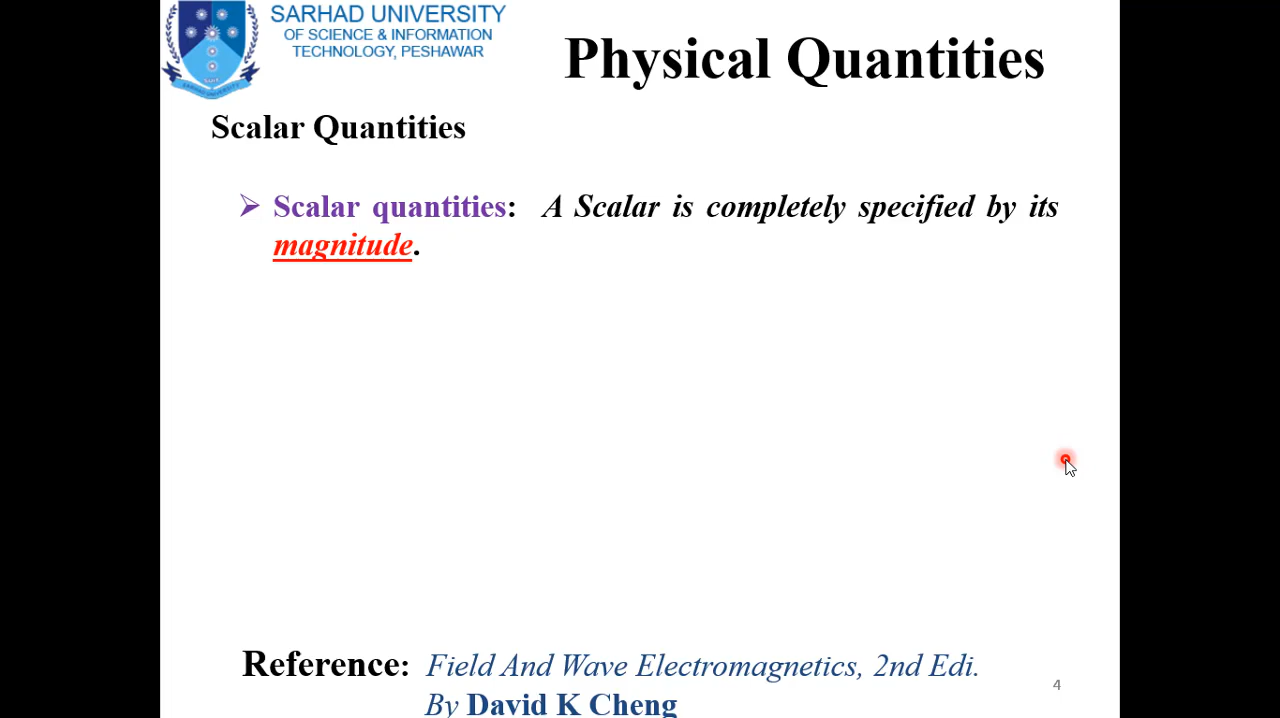 SARHAD UNIVERSITY
OF SCIENCE & INFORMATION
TECHNOLOGY, PESHAWAR
Physical Quantities
Scalar Quantities
➢ Scalar quantities: A Scalar is completely specified by its
magnitude.
Reference: Field And Wave Electromagnetics, 2nd Edi.
By David K Cheng
4